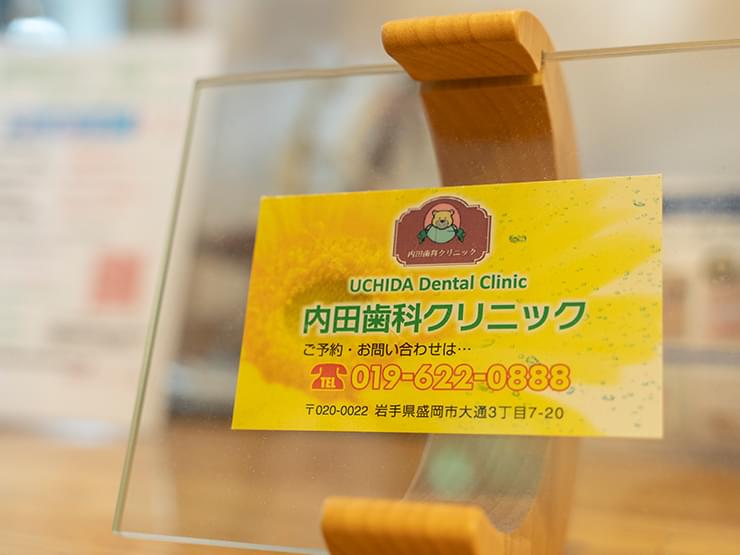 内田歯科クリニック
UCHIDA Dental Clinic
内田歯科クリニック
ご予約・お問い合わせは…
TEL 019-622-0888
〒020-0022 岩手県盛岡市大通3丁目7-20